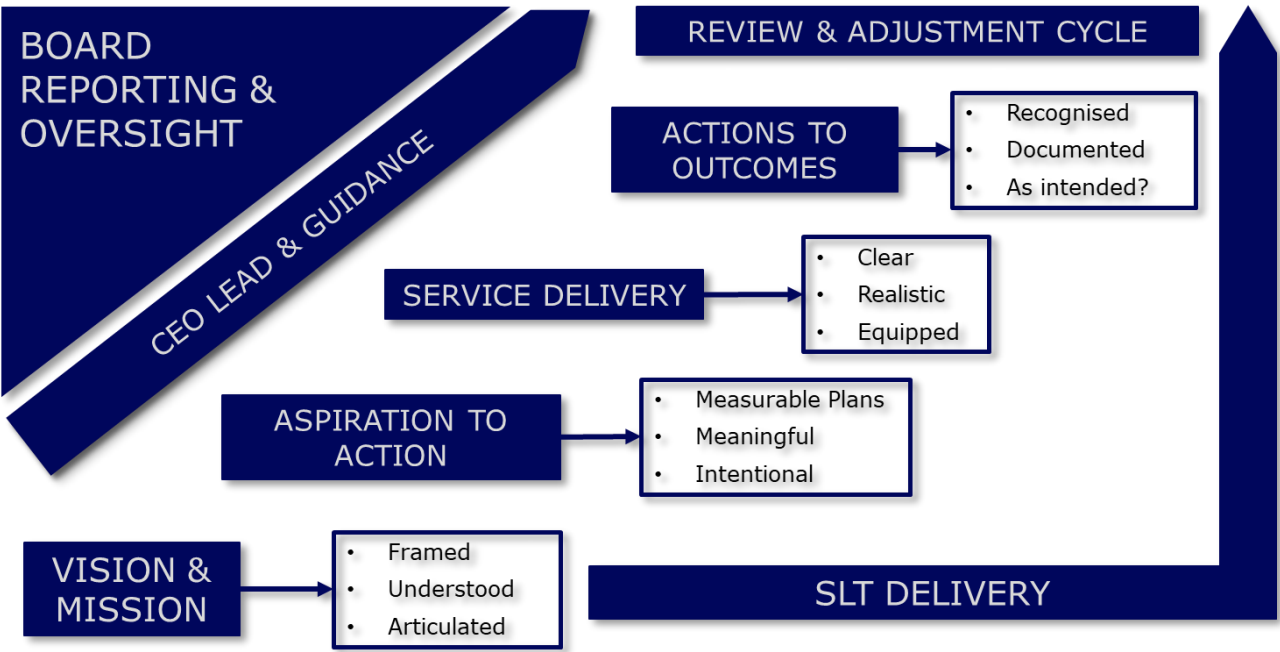 BOARD
REPORTING &
OVERSIGHT
CEO LEAD & GUIDANCE
REVIEW & ADJUSTMENT CYCLE
ACTIONS TO
OUTCOMES
• Recognised
• Documented
• As intended?
SERVICE DELIVERY
• Clear
• Realistic
• Equipped
ASPIRATION TO
ACTION
• Measurable Plans
• Meaningful
• Intentional
VISION &
MISSION
• Framed
• Understood
• Articulated
SLT DELIVERY